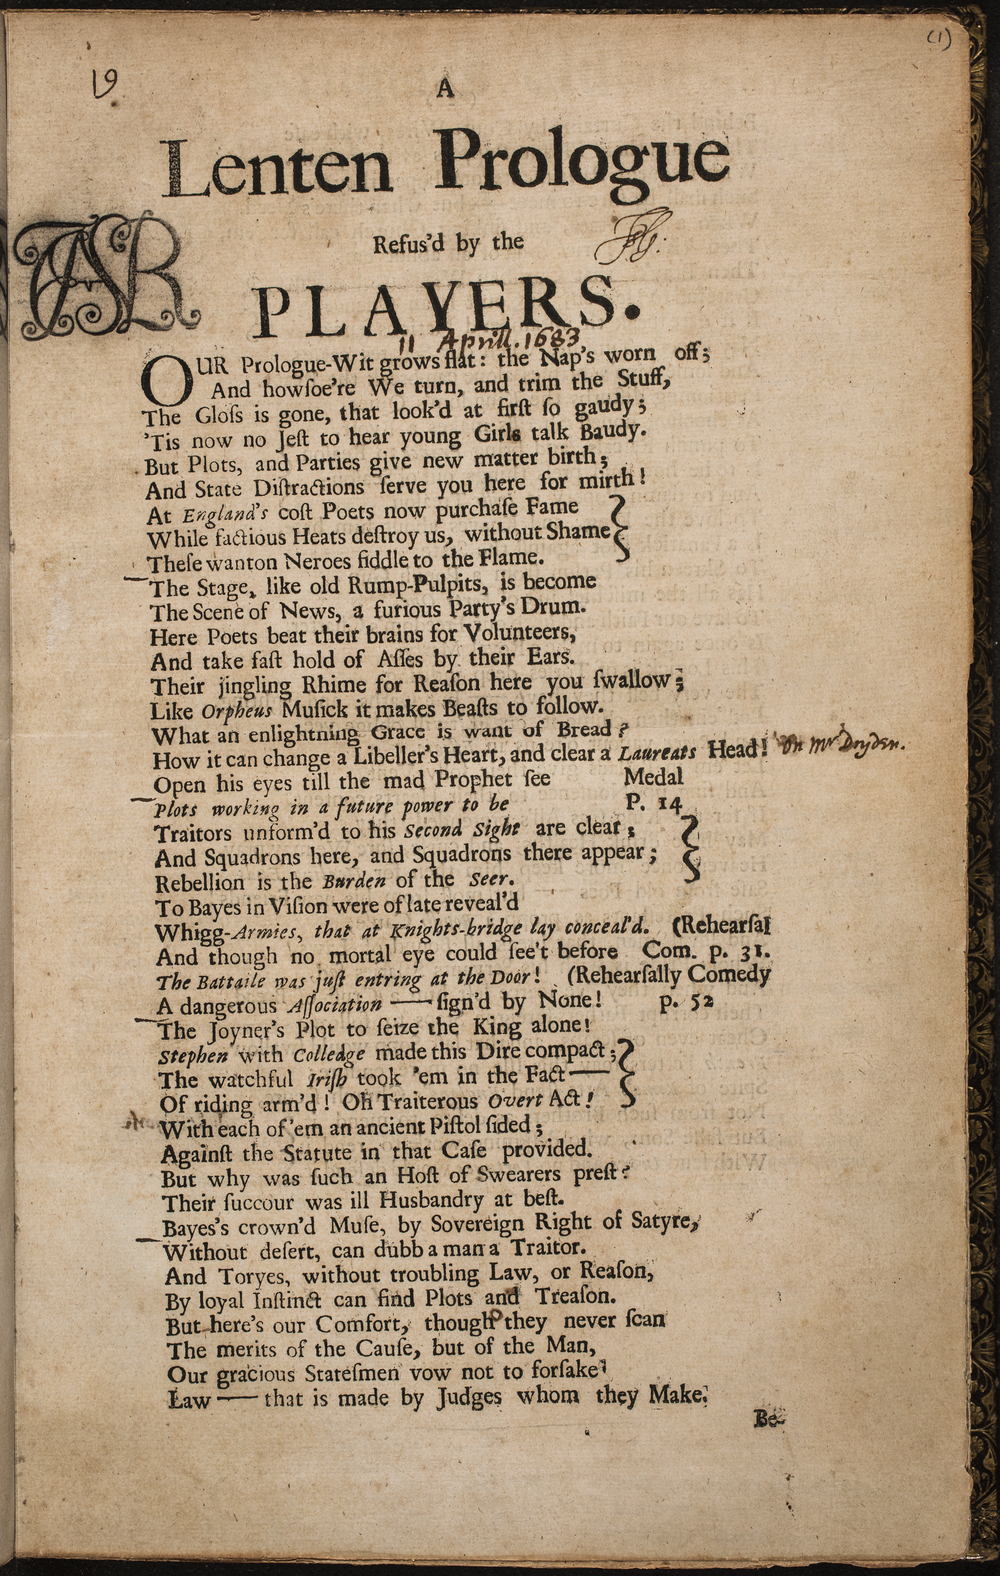 (1)
19
A
Lenten Prologue
Refus'd by the
PLAYERS.
11 Aprill. 1683
OUR Prologue-Wit grows flat: the Nap's worn off;
And howſoe're We turn, and trim the Stuff,
The Gloſs is gone, that look'd at firſt ſo gaudy;
'Tis now no Jeſt to hear young Girls talk Baudy.
But Plots, and Parties give new matter birth;
And State Diſtractions ſerve you here for mirth!
At England's coſt Poets now purchaſe Fame
While factious Heats deſtroy us, without Shame
Theſe wanton Neroes fiddle to the Flame.
The Stage, like old Rump-Pulpits, is become
The Scene of News, a furious Party's Drum.
Here Poets beat their brains for Volunteers,
And take faſt hold of Aſſes by their Ears.
Their jingling Rhime for Reaſon here you ſwallow;
Like Orpheus Muſick it makes Beaſts to follow.
What an enlightning Grace is want of Bread?
How it can change a Libeller's Heart, and clear a Laureats Head! On Mr Dryden.
Open his eyes till the mad Prophet ſee Medal
Plots working in a future power to be P. 14
Traitors unform'd to his Second Sight are clear;
And Squadrons here, and Squadrons there appear;
Rebellion is the Burden of the Seer.
To Bayes in Viſion were of late reveal'd
Whigg-Armies, that at Knights-bridge lay conceal'd. (Rehearſal
And though no mortal eye could ſee't before Com. p. 31.
The Battaile was juſt entring at the Door! (Rehearſally Comedy
A dangerous Aſſociation — ſign'd by None! p. 52
The Joyner's Plot to ſeize the King alone!
Stephen with Colledge made this Dire compact;
The watchful Iriſh took 'em in the Fact—
Of riding arm'd! Oh Traiterous Overt Act!
With each of 'em an ancient Piſtol ſided;
Againſt the Statute in that Caſe provided.
But why was ſuch an Hoſt of Swearers preſt?
Their ſuccour was ill Husbandry at beſt.
Bayes's crown'd Muſe, by Sovereign Right of Satyre,
Without deſert, can dubb a man a Traitor.
And Toryes, without troubling Law, or Reaſon,
By loyal Inſtinct can find Plots and Treaſon.
But here's our Comfort, though they never ſcan
The merits of the Cauſe, but of the Man,
Our gracious Stateſmen vow not to forſake
Law — that is made by Judges whom they Make.
Be-